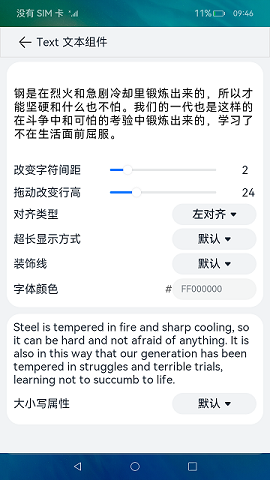 没有 SIM 卡 11% 09:46
Text 文本组件
钢是在烈火和急剧冷却里锻炼出来的，所以才
能坚硬和什么也不怕。我们的一代也是这样的
在斗争中和可怕的考验中锻炼出来的，学习了
不在生活面前屈服。
改变字符间距 2
拖动改变行高 24
对齐类型 左对齐
超长显示方式 默认
装饰线 默认
字体颜色 # FF000000
Steel is tempered in fire and sharp cooling, so
it can be hard and not afraid of anything. It is
also in this way that our generation has been
tempered in struggles and terrible trials,
learning not to succumb to life.
大小写属性 默认